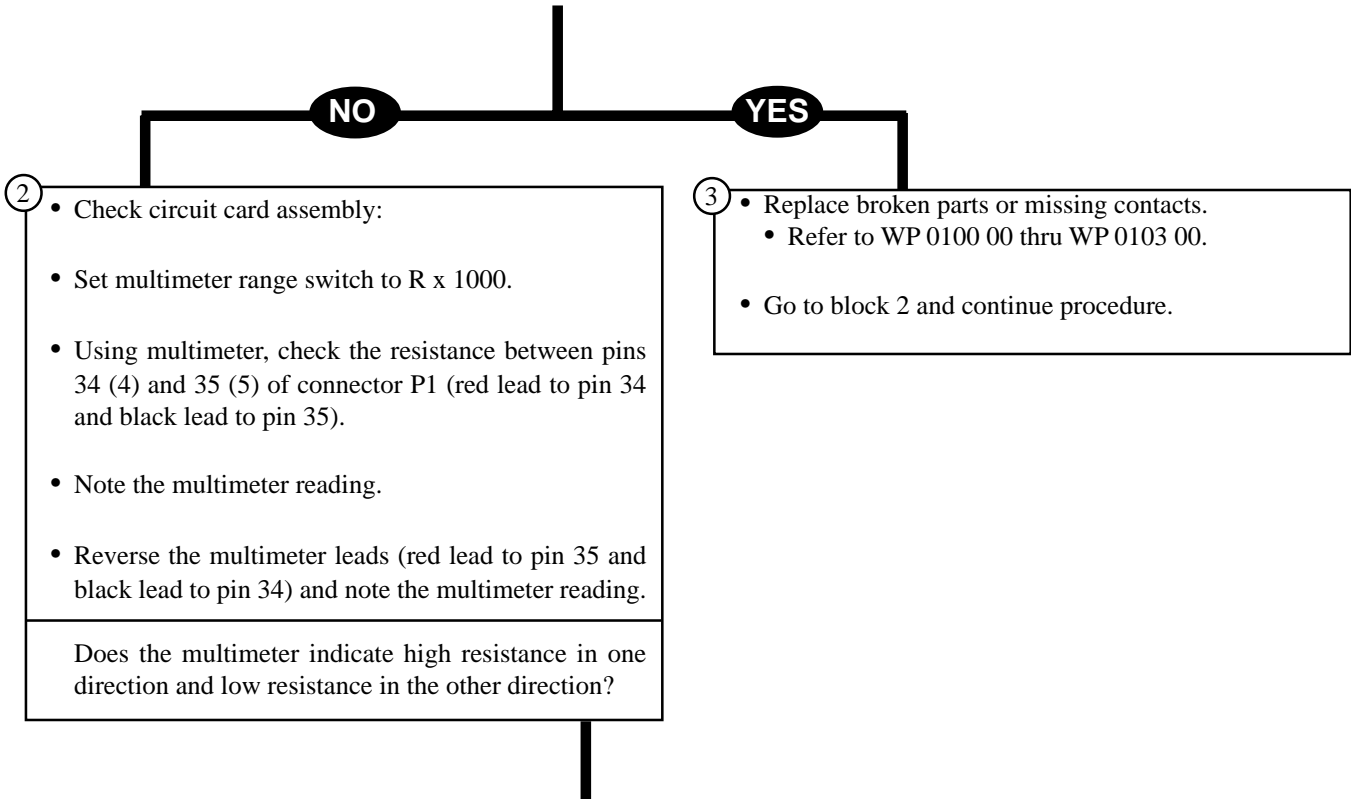 NO
YES
2
• Check circuit card assembly:
• Set multimeter range switch to R x 1000.
• Using multimeter, check the resistance between pins
34 (4) and 35 (5) of connector P1 (red lead to pin 34
and black lead to pin 35).
• Note the multimeter reading.
• Reverse the multimeter leads (red lead to pin 35 and
black lead to pin 34) and note the multimeter reading.
Does the multimeter indicate high resistance in one
direction and low resistance in the other direction?
3
• Replace broken parts or missing contacts.
• Refer to WP 0100 00 thru WP 0103 00.
• Go to block 2 and continue procedure.